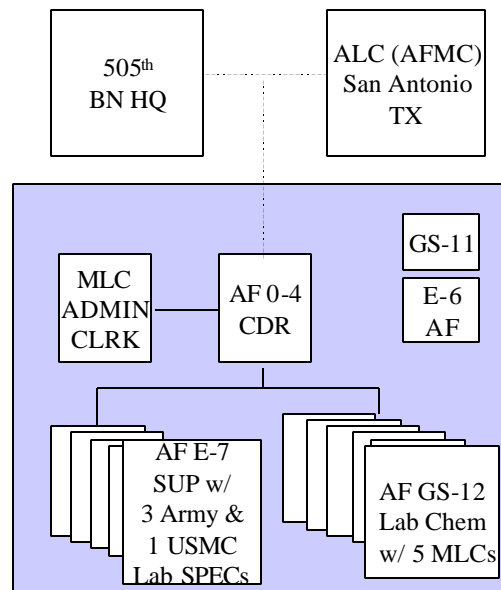 505th
BN HQ
ALC (AFMC)
San Antonio
TX
GS-11
E-6
AF
MLC
ADMIN
CLRK
AF 0-4
CDR
AF E-7
SUP w/
3 Army &
1 USMC
Lab SPECs
AF GS-12
Lab Chem
w/ 5 MLCs